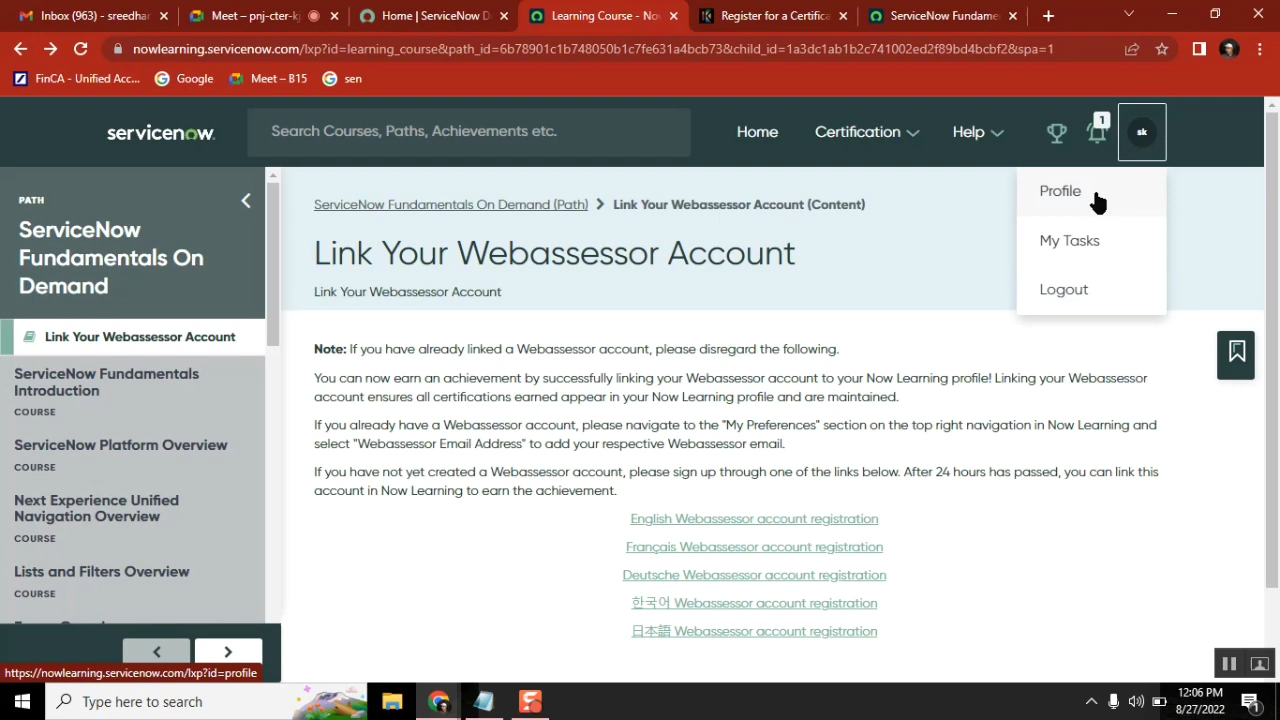 Inbox (963) - sreedhar
Meet – pnj-cter-kj
Home | ServiceNow D
Learning Course - No
Register for a Certifica
ServiceNow Fundame
nowlearning.servicenow.com/lxp?id=learning_course&path_id=6b78901c1b748050b1c7fe631a4bcb73&child_id=1a3dc1ab1b2c741002ed2f89bd4bcbf2&spa=1
FinCA - Unified Acc...
Google
Meet – B15
sen
servicenow
Search Courses, Paths, Achievements etc.
Home
Certification
Help
1
sk
Profile
My Tasks
Logout
PATH
ServiceNow
Fundamentals On
Demand
Link Your Webassessor Account
ServiceNow Fundamentals
Introduction
COURSE
ServiceNow Platform Overview
COURSE
Next Experience Unified
Navigation Overview
COURSE
Lists and Filters Overview
COURSE
ServiceNow Fundamentals On Demand (Path)
Link Your Webassessor Account (Content)
Link Your Webassessor Account
Link Your Webassessor Account
Note: If you have already linked a Webassessor account, please disregard the following.
You can now earn an achievement by successfully linking your Webassessor account to your Now Learning profile! Linking your Webassessor
account ensures all certifications earned appear in your Now Learning profile and are maintained.
If you already have a Webassessor account, please navigate to the "My Preferences" section on the top right navigation in Now Learning and
select "Webassessor Email Address" to add your respective Webassessor email.
If you have not yet created a Webassessor account, please sign up through one of the links below. After 24 hours has passed, you can link this
account in Now Learning to earn the achievement.
English Webassessor account registration
Français Webassessor account registration
Deutsche Webassessor account registration
한국어 Webassessor account registration
日本語 Webassessor account registration
https://nowlearning.servicenow.com/lxp?id=profile
Type here to search
12:06 PM
8/27/2022
1